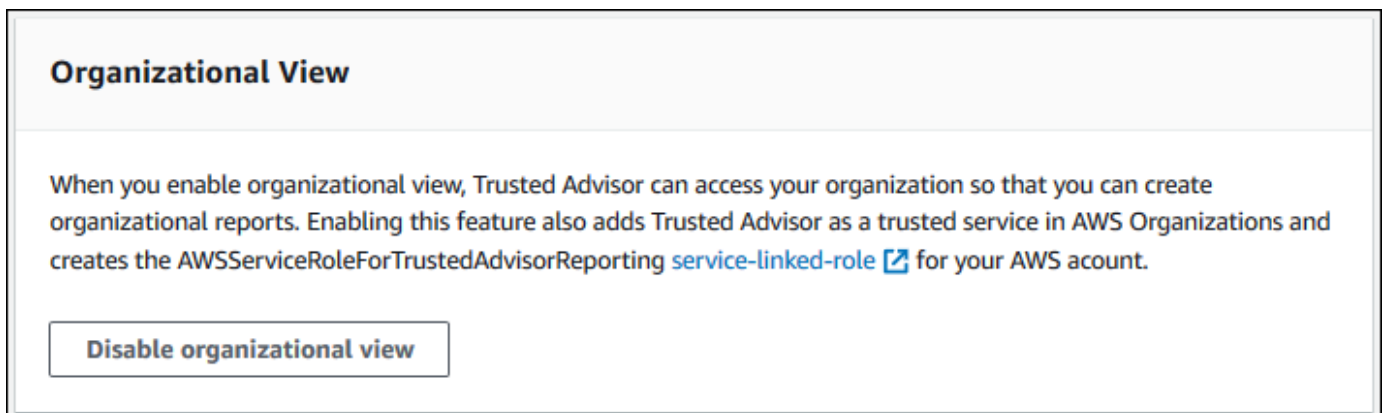 Organizational View
When you enable organizational view, Trusted Advisor can access your organization so that you can create
organizational reports. Enabling this feature also adds Trusted Advisor as a trusted service in AWS Organizations and
creates the AWSServiceRoleForTrustedAdvisorReporting service-linked-role for your AWS acount.
Disable organizational view